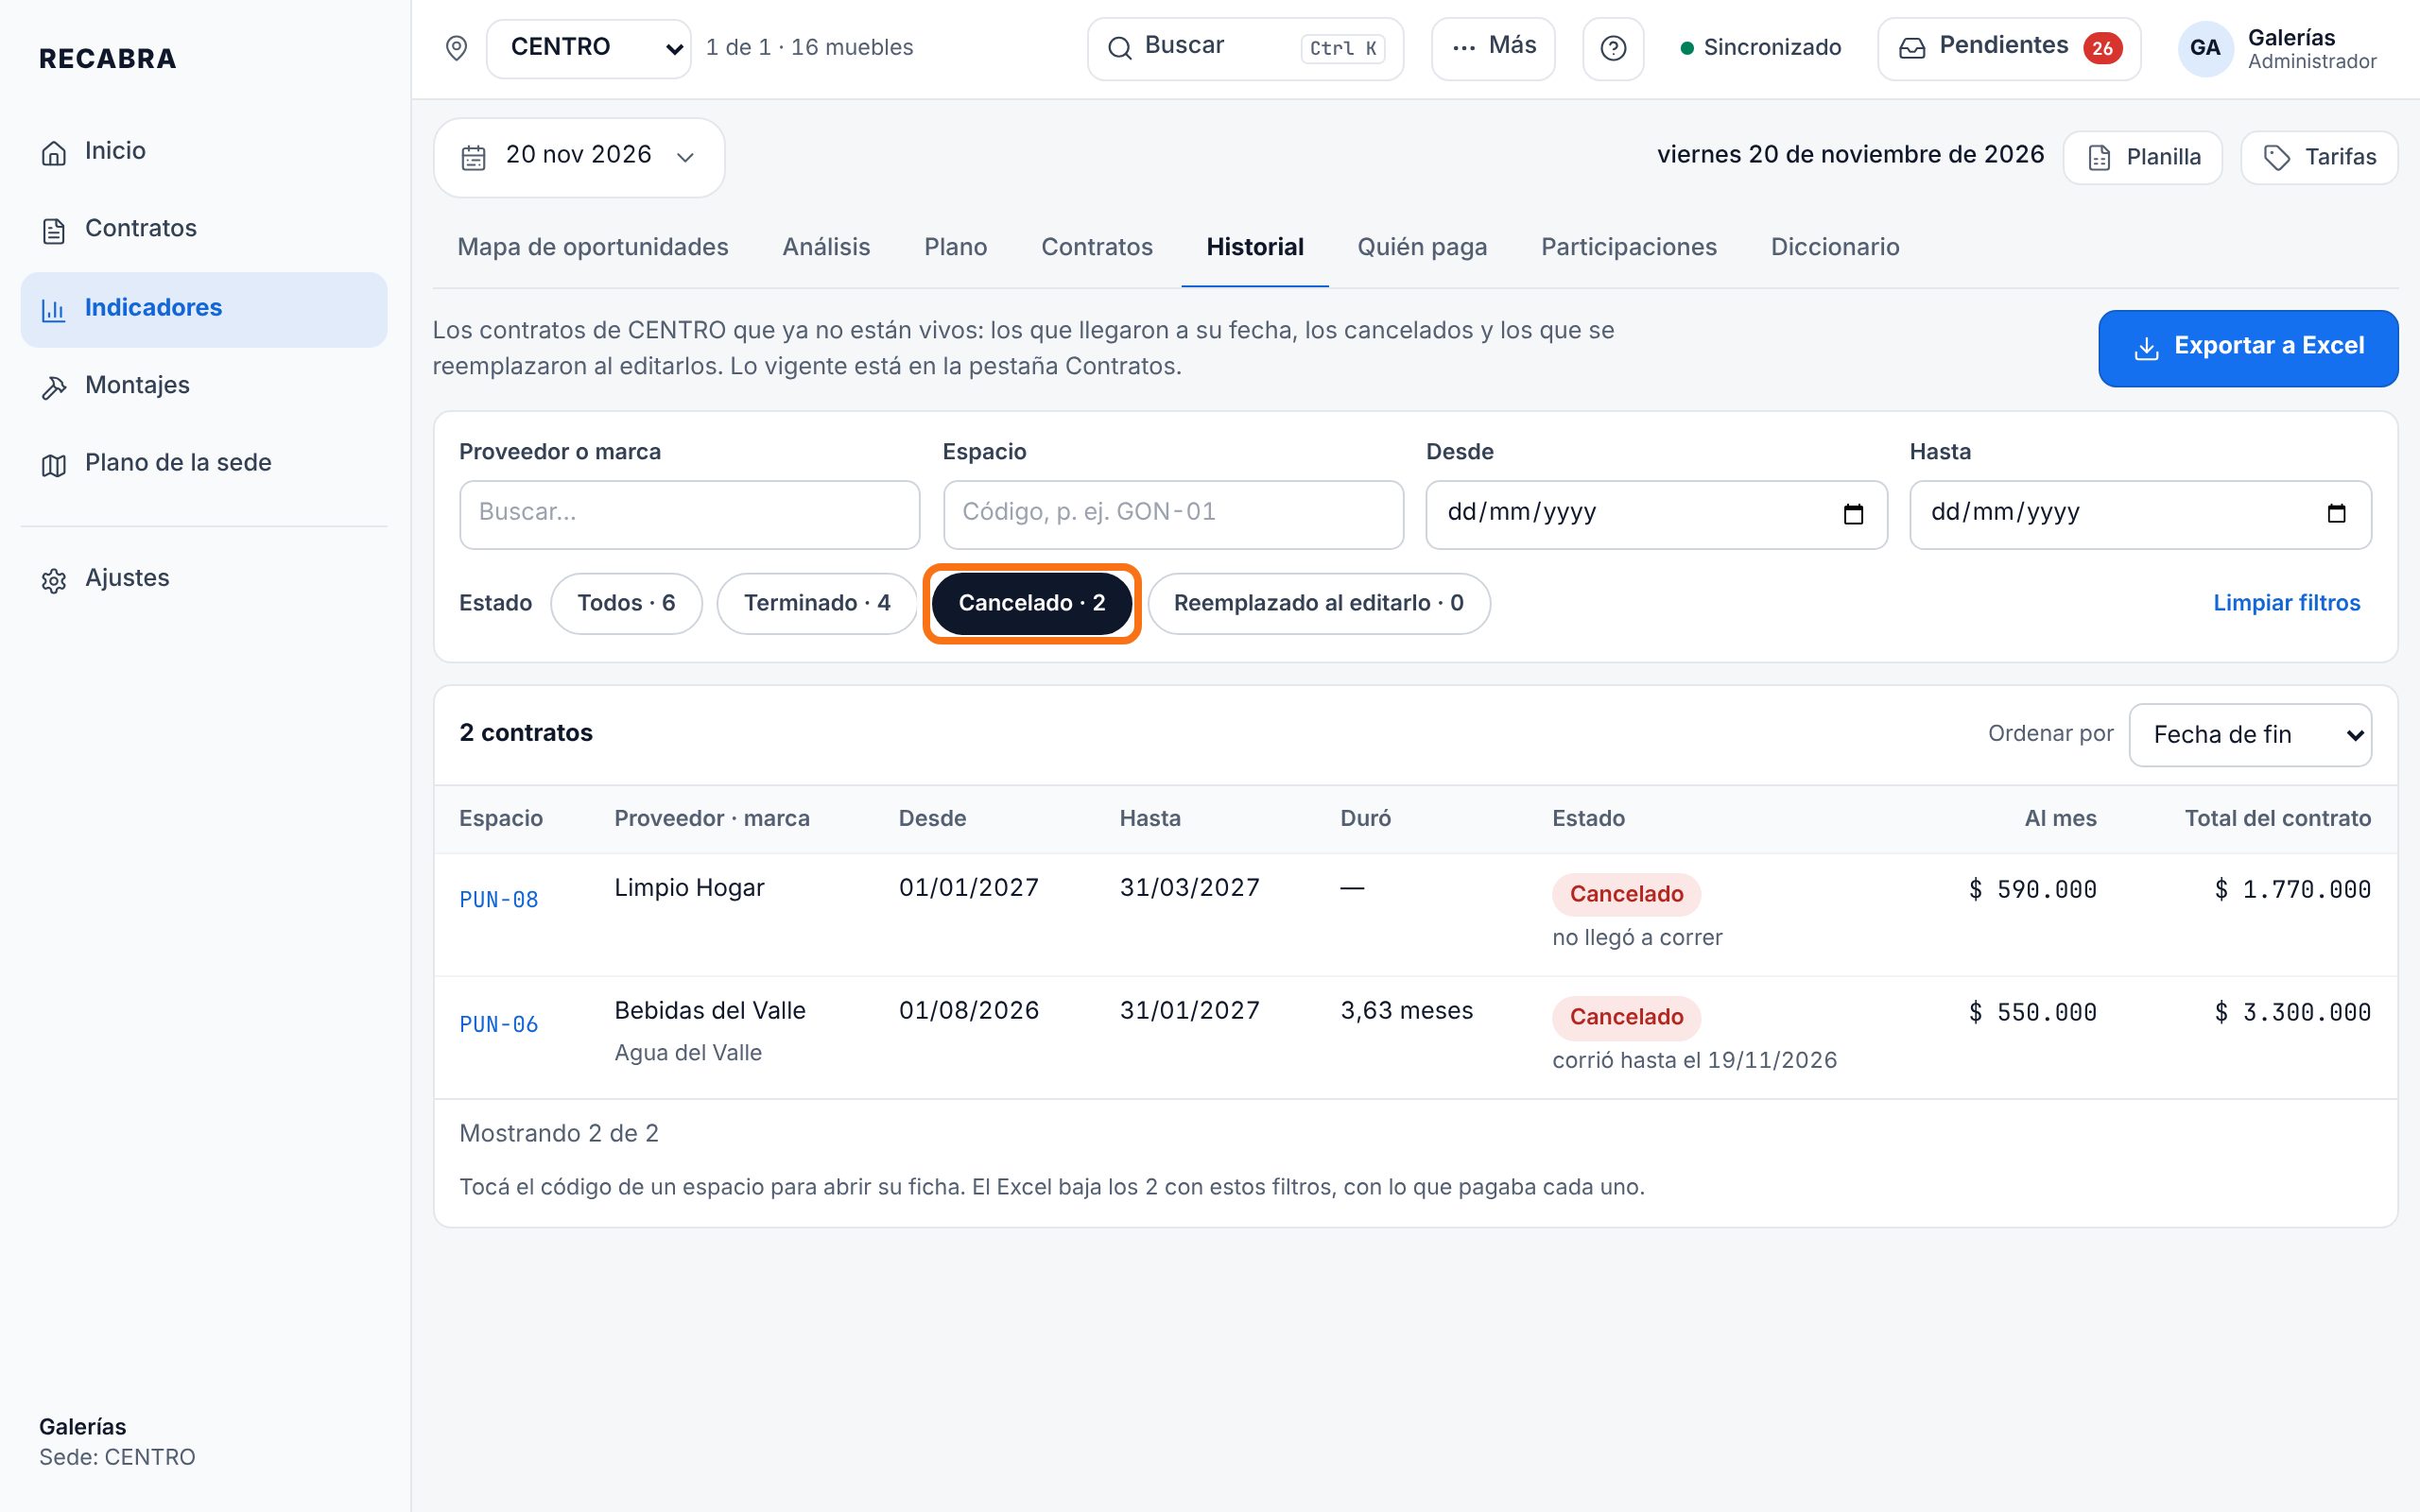 RECABRA
CENTRO
1 de 1 · 16 muebles
Buscar
Ctrl K
Más
Sincronizado
Pendientes
26
GA
Galerías
Administrador
Inicio
Contratos
Indicadores
Montajes
Plano de la sede
Ajustes
20 nov 2026
viernes 20 de noviembre de 2026
Planilla
Tarifas
Mapa de oportunidades
Análisis
Plano
Contratos
Historial
Quién paga
Participaciones
Diccionario
Los contratos de CENTRO que ya no están vivos: los que llegaron a su fecha, los cancelados y los que se
reemplazaron al editarlos. Lo vigente está en la pestaña Contratos.
Exportar a Excel
Proveedor o marca
Espacio
Desde
Hasta
Buscar...
Código, p. ej. GON-01
dd/mm/yyyy
dd/mm/yyyy
Estado
Todos · 6
Terminado · 4
Cancelado · 2
Reemplazado al editarlo · 0
Limpiar filtros
2 contratos
Ordenar por
Fecha de fin
Espacio
Proveedor · marca
Desde
Hasta
Duró
Estado
Al mes
Total del contrato
PUN-08
Limpio Hogar
01/01/2027
31/03/2027
—
Cancelado
no llegó a correr
$ 590.000
$ 1.770.000
PUN-06
Bebidas del Valle
Agua del Valle
01/08/2026
31/01/2027
3,63 meses
Cancelado
corrió hasta el 19/11/2026
$ 550.000
$ 3.300.000
Mostrando 2 de 2
Tocá el código de un espacio para abrir su ficha. El Excel baja los 2 con estos filtros, con lo que pagaba cada uno.
Galerías
Sede: CENTRO